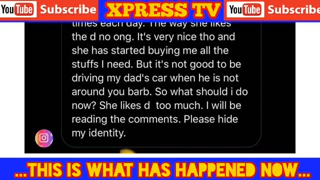 YouTube Subscribe
XPRESS TV
YouTube Subscribe
times each day. The way she likes
the d no ong. It's very nice tho and
she has started buying me all the
stuffs I need. But it's not good to be
driving my dad's car when he is not
around you barb. So what should i do
now? She likes d too much. I will be
reading the comments. Please hide
my identity.
...THIS IS WHAT HAS HAPPENED NOW...